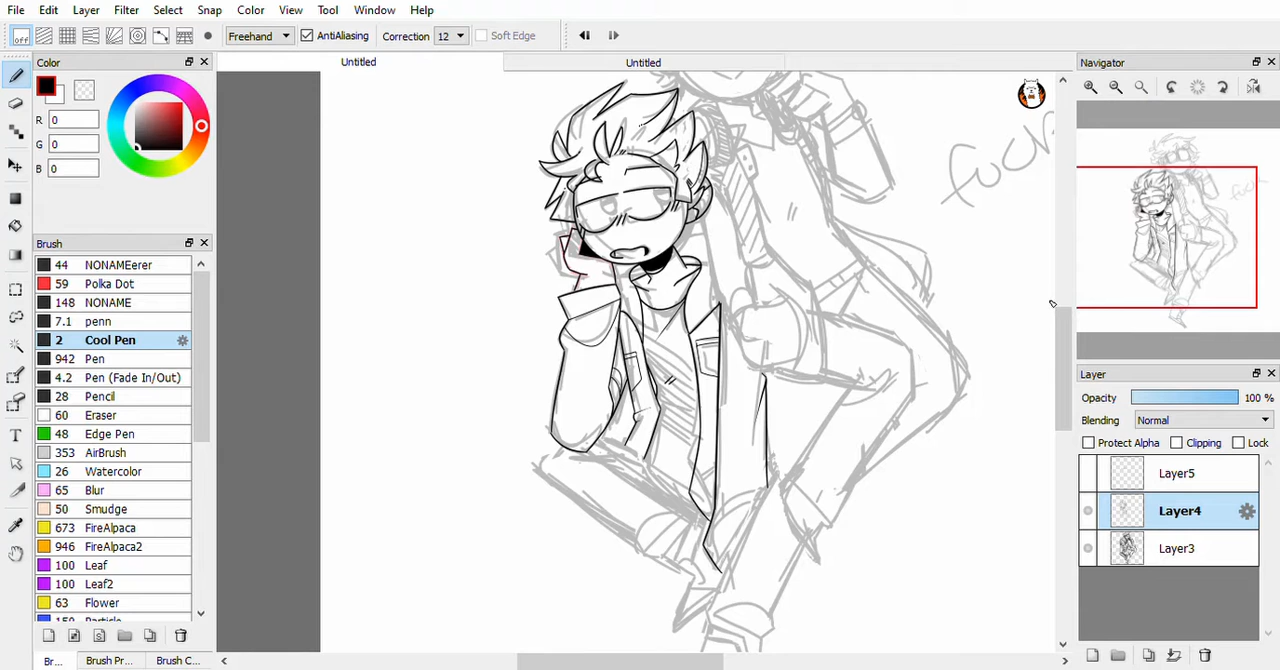 File Edit Layer Filter Select Snap Color View Tool Window Help
off Freehand AntiAliasing Correction 12 Soft Edge
Color Untitled Untitled Navigator
R 0
G 0
B 0
Brush
44 NONAMEerer
59 Polka Dot
148 NONAME
7.1 penn
2 Cool Pen
942 Pen
4.2 Pen (Fade In/Out)
28 Pencil
60 Eraser
48 Edge Pen
353 AirBrush
26 Watercolor
65 Blur
50 Smudge
673 FireAlpaca
946 FireAlpaca2
100 Leaf
100 Leaf2
63 Flower
Br... Brush Pr... Brush C...
Layer
Opacity 100 %
Blending Normal
Protect Alpha Clipping Lock
Layer5
Layer4
Layer3